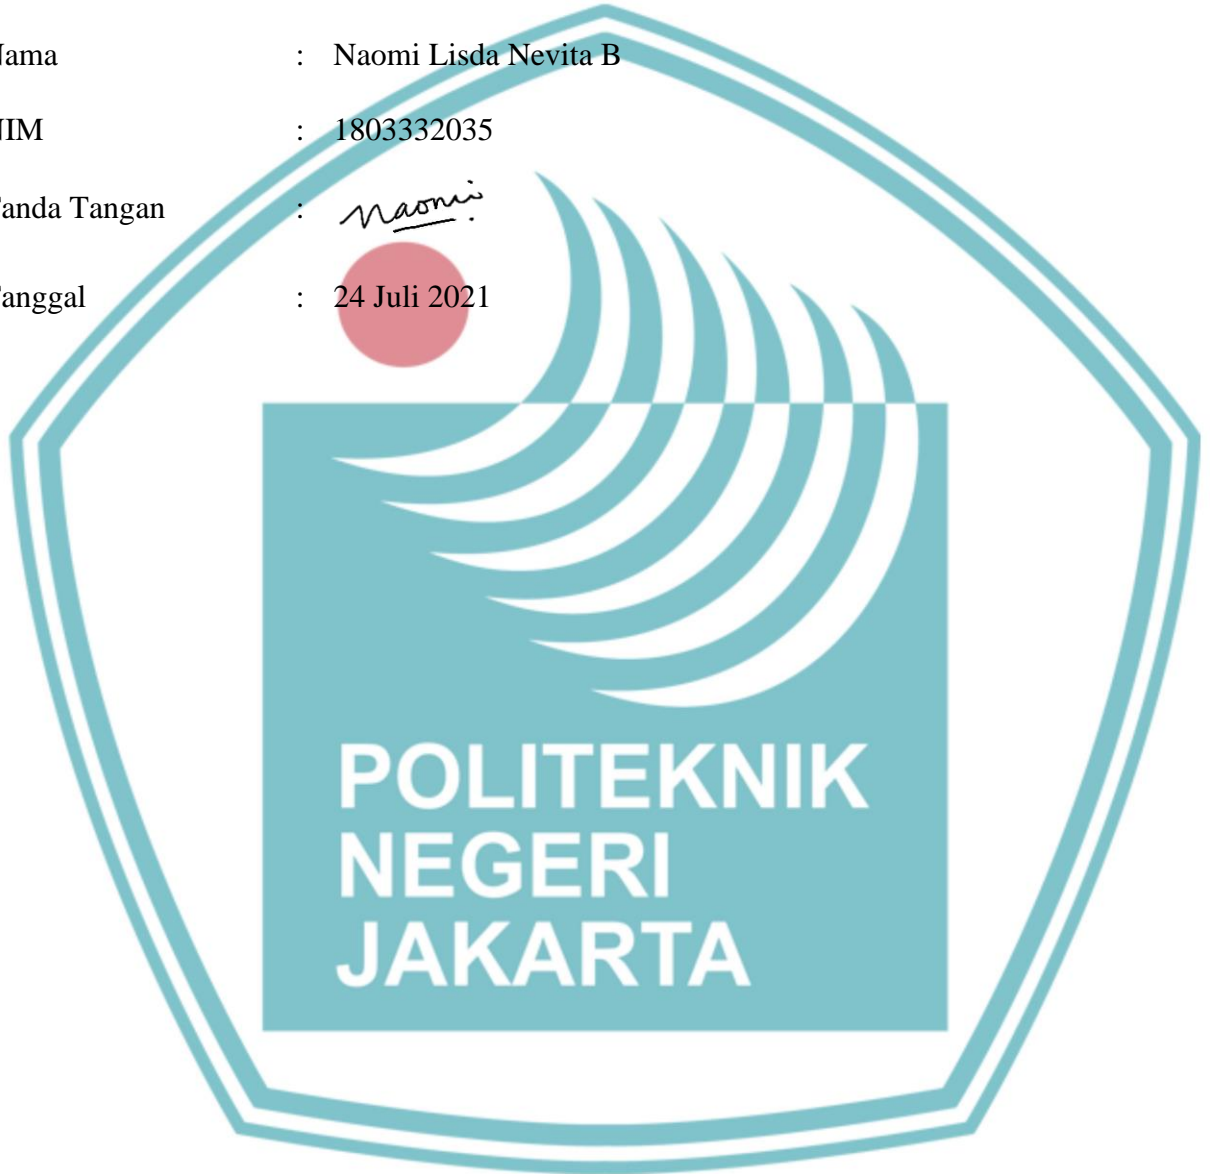 Nama : Naomi Lisda Nevita B
NIM : 1803332035
Tanda Tangan : Naomi
Tanggal : 24 Juli 2021
POLITEKNIK
NEGERI
JAKARTA